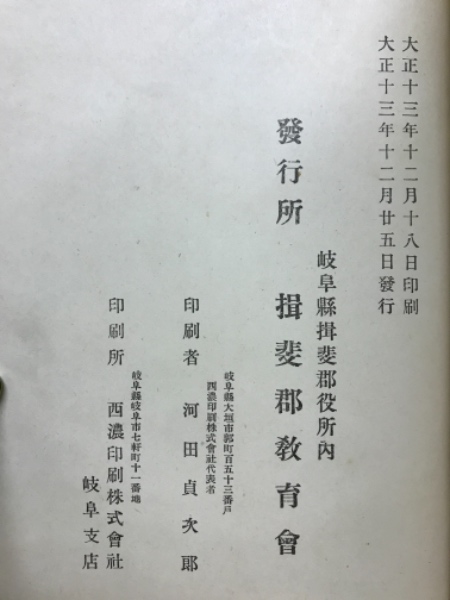 大正十三年十二月十八日印刷
大正十三年十二月廿五日發行
岐阜縣揖斐郡役所內
發行所 揖斐郡教育會
岐阜縣大垣市郭町百五十三番戶
西濃印刷株式會社代表者
印刷者 河田貞次郎
岐阜縣岐阜市七軒町十一番地
印刷所 西濃印刷株式會社
岐阜支店